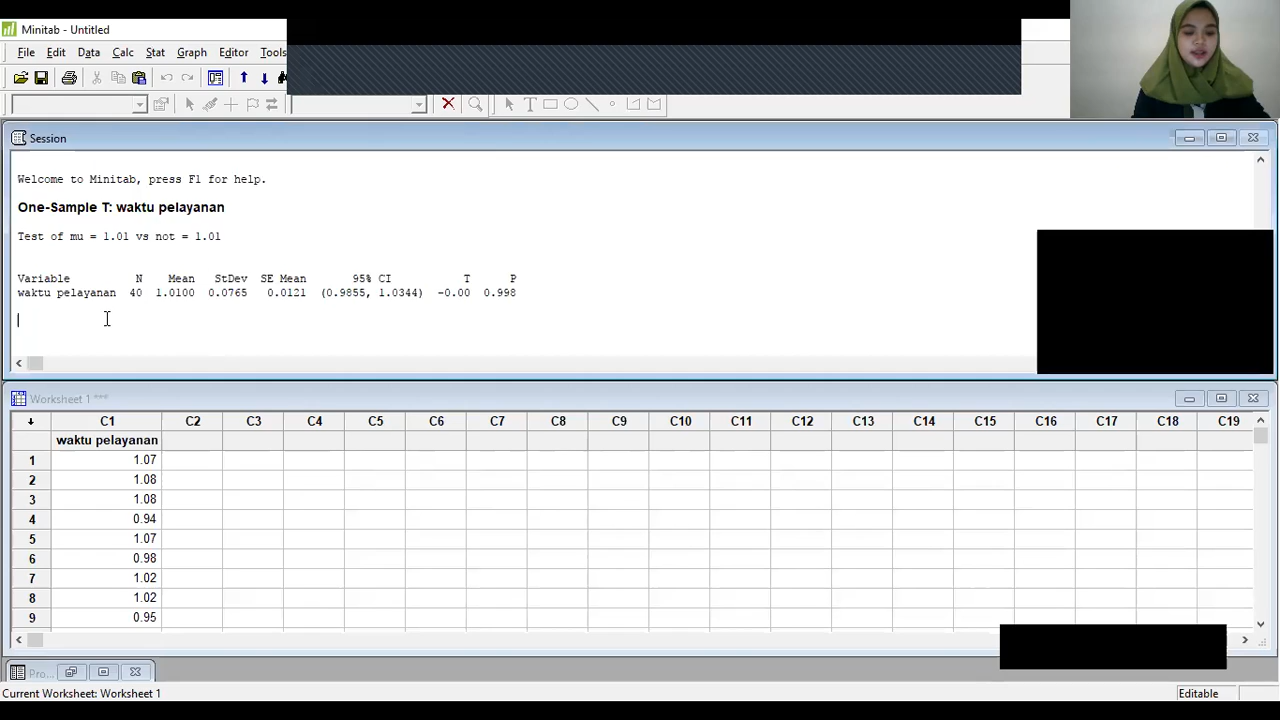 Minitab - Untitled
File Edit Data Calc Stat Graph Editor Tools
Session
Welcome to Minitab, press F1 for help.
One-Sample T: waktu pelayanan
Test of mu = 1.01 vs not = 1.01
Variable N Mean StDev SE Mean 95% CI T P
waktu pelayanan 40 1.0100 0.0765 0.0121 (0.9855, 1.0344) -0.00 0.998
Worksheet 1 ***
C1 C2 C3 C4 C5 C6 C7 C8 C9 C10 C11 C12 C13 C14 C15 C16 C17 C18 C19
waktu pelayanan
1 1.07
2 1.08
3 1.08
4 0.94
5 1.07
6 0.98
7 1.02
8 1.02
9 0.95
Pro...
Current Worksheet: Worksheet 1
Editable